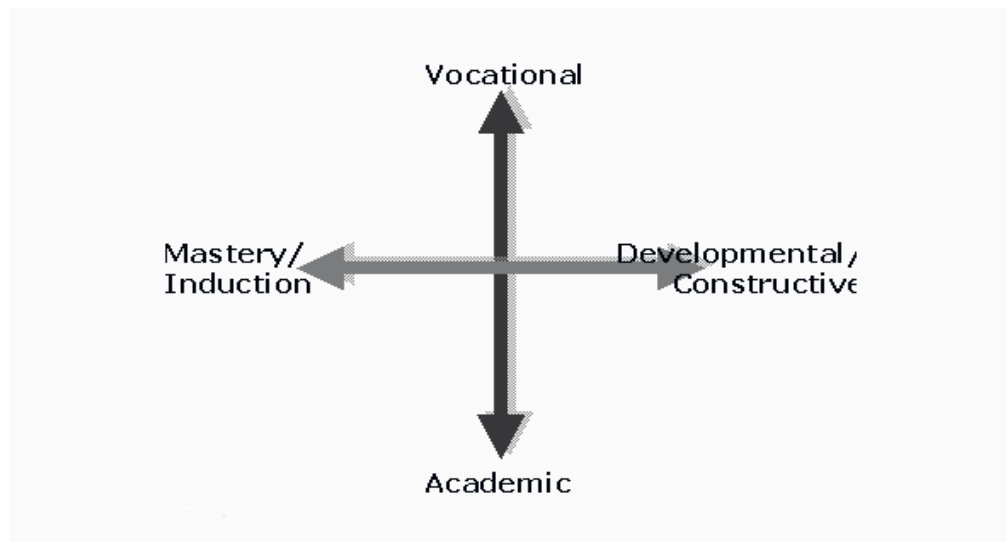 Vocational
Mastery/
Induction
Developmental/
Constructive
Academic